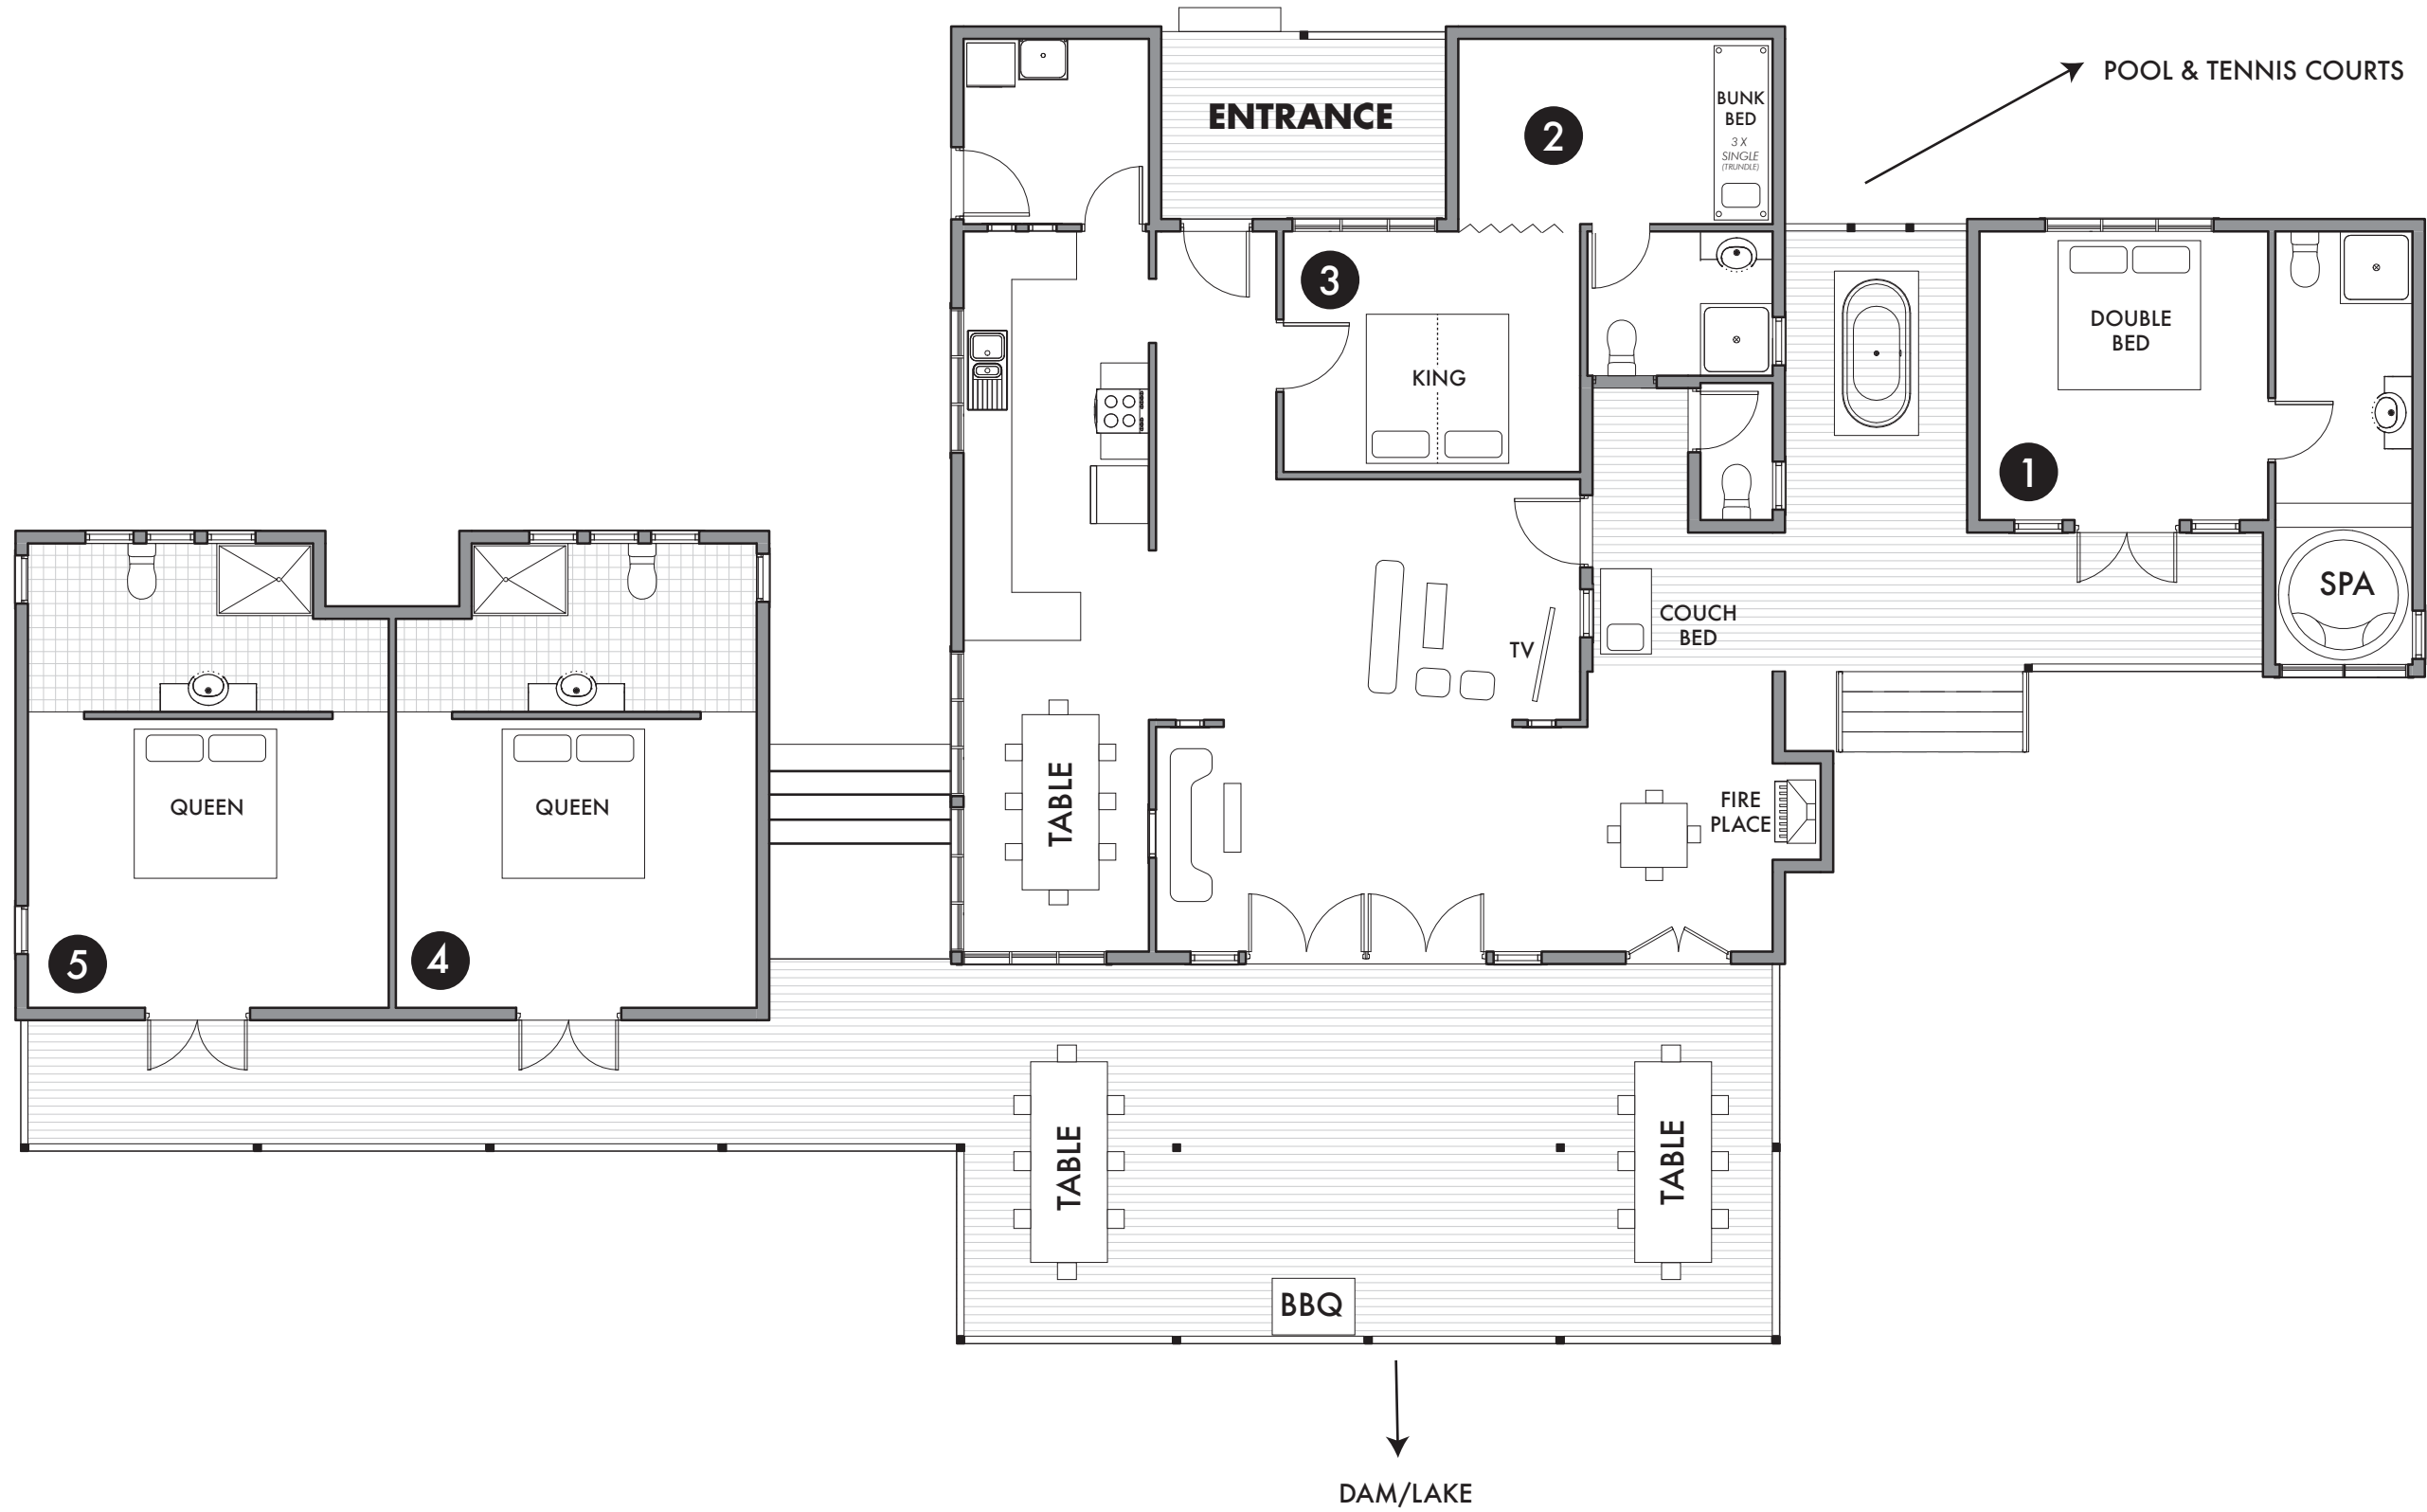 POOL & TENNIS COURTS
ENTRANCE
2
BUNK
BED
3 X
SINGLE
(TRUNDLE)
3
KING
DOUBLE
BED
1
SPA
COUCH
BED
TV
QUEEN
QUEEN
TABLE
FIRE
PLACE
5
4
TABLE
TABLE
BBQ
DAM/LAKE